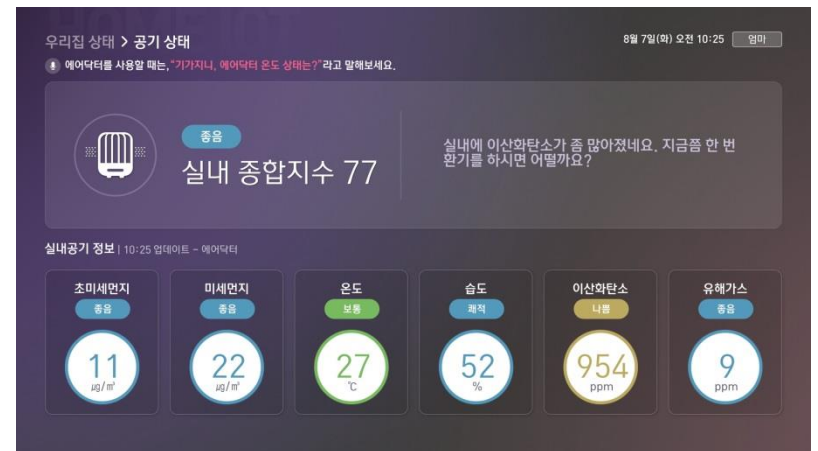 우리집 상태 > 공기 상태
8월 7일(화) 오전 10:25 엄마
에어닥터를 사용할 때는, "기가지니, 에어닥터 온도 상태는?"라고 말해보세요.
좋음
실내 종합지수 77
실내에 이산화탄소가 좀 많아졌네요. 지금쯤 한 번
환기를 하시면 어떨까요?
실내공기 정보 | 10:25 업데이트 - 에어닥터
초미세먼지 미세먼지 온도 습도 이산화탄소 유해가스
좋음 좋음 보통 쾌적 나쁨 좋음
11 22 27 52 954 9
μg/㎥ μg/㎥ ℃ % ppm ppm